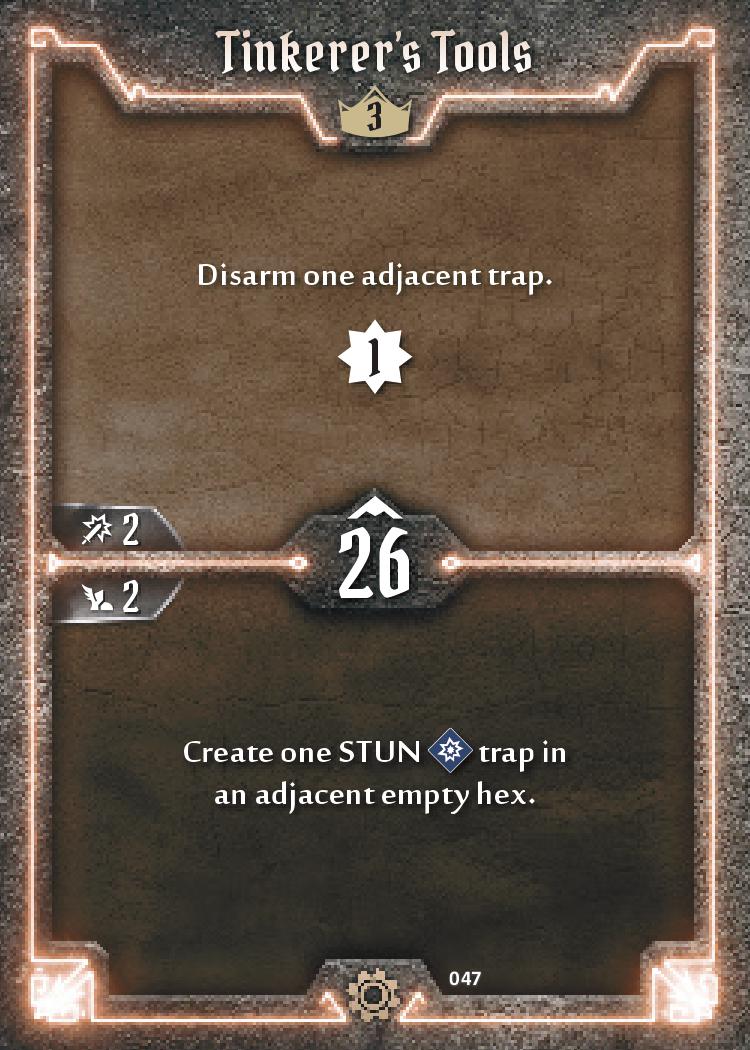 Tinkerer's Tools
3
Disarm one adjacent trap.
1
2
26
2
Create one STUN trap in
an adjacent empty hex.
047